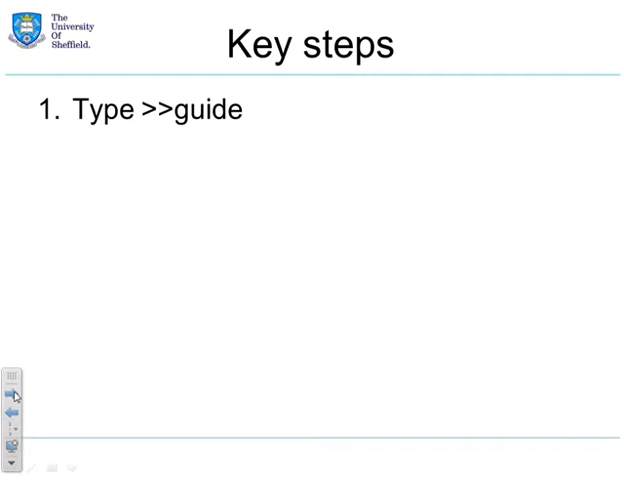 The
University
Of
Sheffield.
Key steps
1. Type >>guide